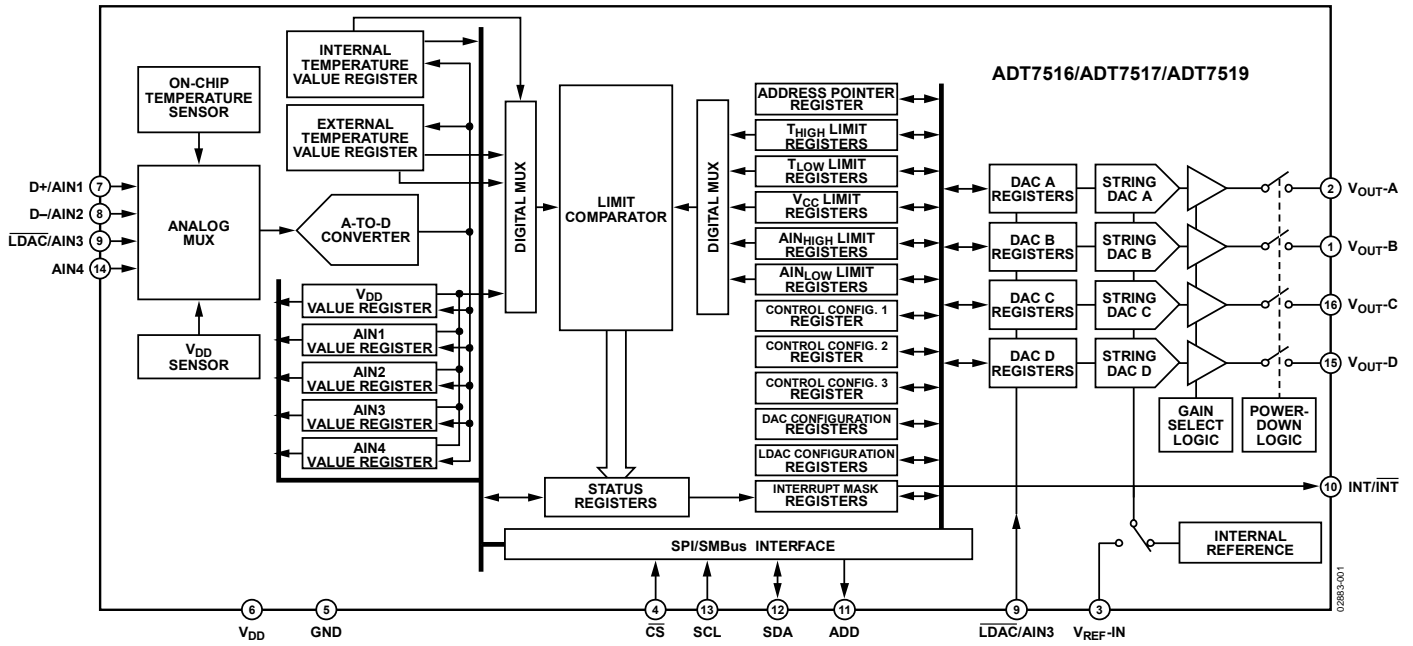 ADT7516/ADT7517/ADT7519
INTERNAL
TEMPERATURE
VALUE REGISTER
ON-CHIP
TEMPERATURE
SENSOR
EXTERNAL
TEMPERATURE
VALUE REGISTER
D+/AIN1
7
D–/AIN2
8
LDAC/AIN3
9
AIN4
14
ANALOG
MUX
A-TO-D
CONVERTER
VDD
SENSOR
VDD
VALUE REGISTER
AIN1
VALUE REGISTER
AIN2
VALUE REGISTER
AIN3
VALUE REGISTER
AIN4
VALUE REGISTER
DIGITAL MUX
LIMIT
COMPARATOR
DIGITAL MUX
STATUS
REGISTERS
ADDRESS POINTER
REGISTER
THIGH LIMIT
REGISTERS
TLOW LIMIT
REGISTERS
VCC LIMIT
REGISTERS
AINHIGH LIMIT
REGISTERS
AINLOW LIMIT
REGISTERS
CONTROL CONFIG. 1
REGISTER
CONTROL CONFIG. 2
REGISTER
CONTROL CONFIG. 3
REGISTER
DAC CONFIGURATION
REGISTERS
LDAC CONFIGURATION
REGISTERS
INTERRUPT MASK
REGISTERS
SPI/SMBus INTERFACE
DAC A
REGISTERS
STRING
DAC A
2
VOUT-A
DAC B
REGISTERS
STRING
DAC B
1
VOUT-B
DAC C
REGISTERS
STRING
DAC C
16
VOUT-C
DAC D
REGISTERS
STRING
DAC D
15
VOUT-D
GAIN
SELECT
LOGIC
POWER-
DOWN
LOGIC
10
INT/INT
INTERNAL
REFERENCE
6
VDD
5
GND
4
CS
13
SCL
12
SDA
11
ADD
9
LDAC/AIN3
3
VREF-IN
02883-001